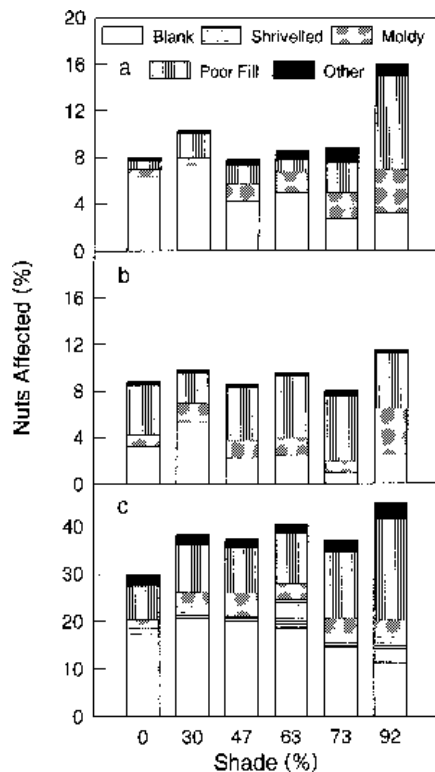 20
Blank Shrivelled Moldy
16
a Poor Fill Other
12
8
4
0
Nuts Affected (%)
b
16
12
8
4
0
c
40
30
20
10
0
0 30 47 63 73 92
Shade (%)